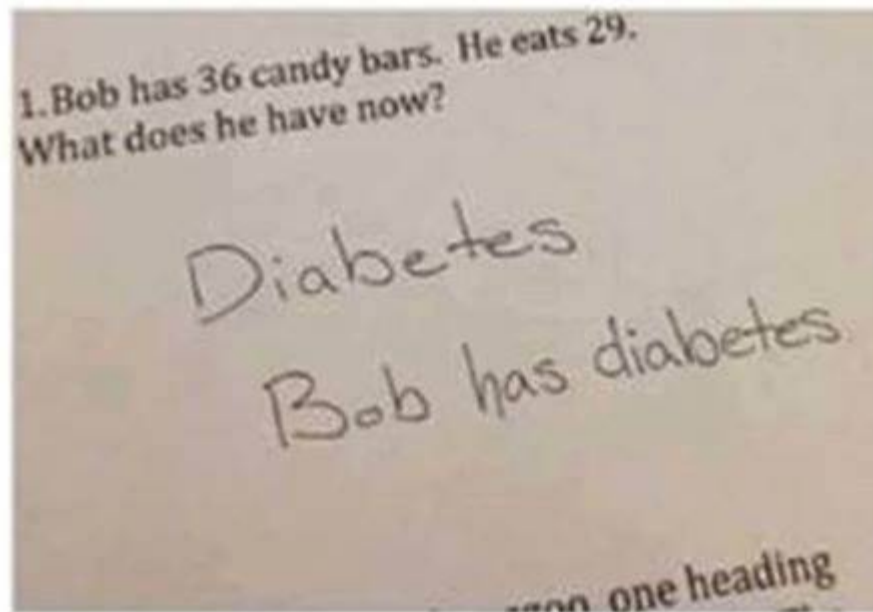 1.Bob has 36 candy bars. He eats 29.
What does he have now?
Diabetes
Bob has diabetes
one heading